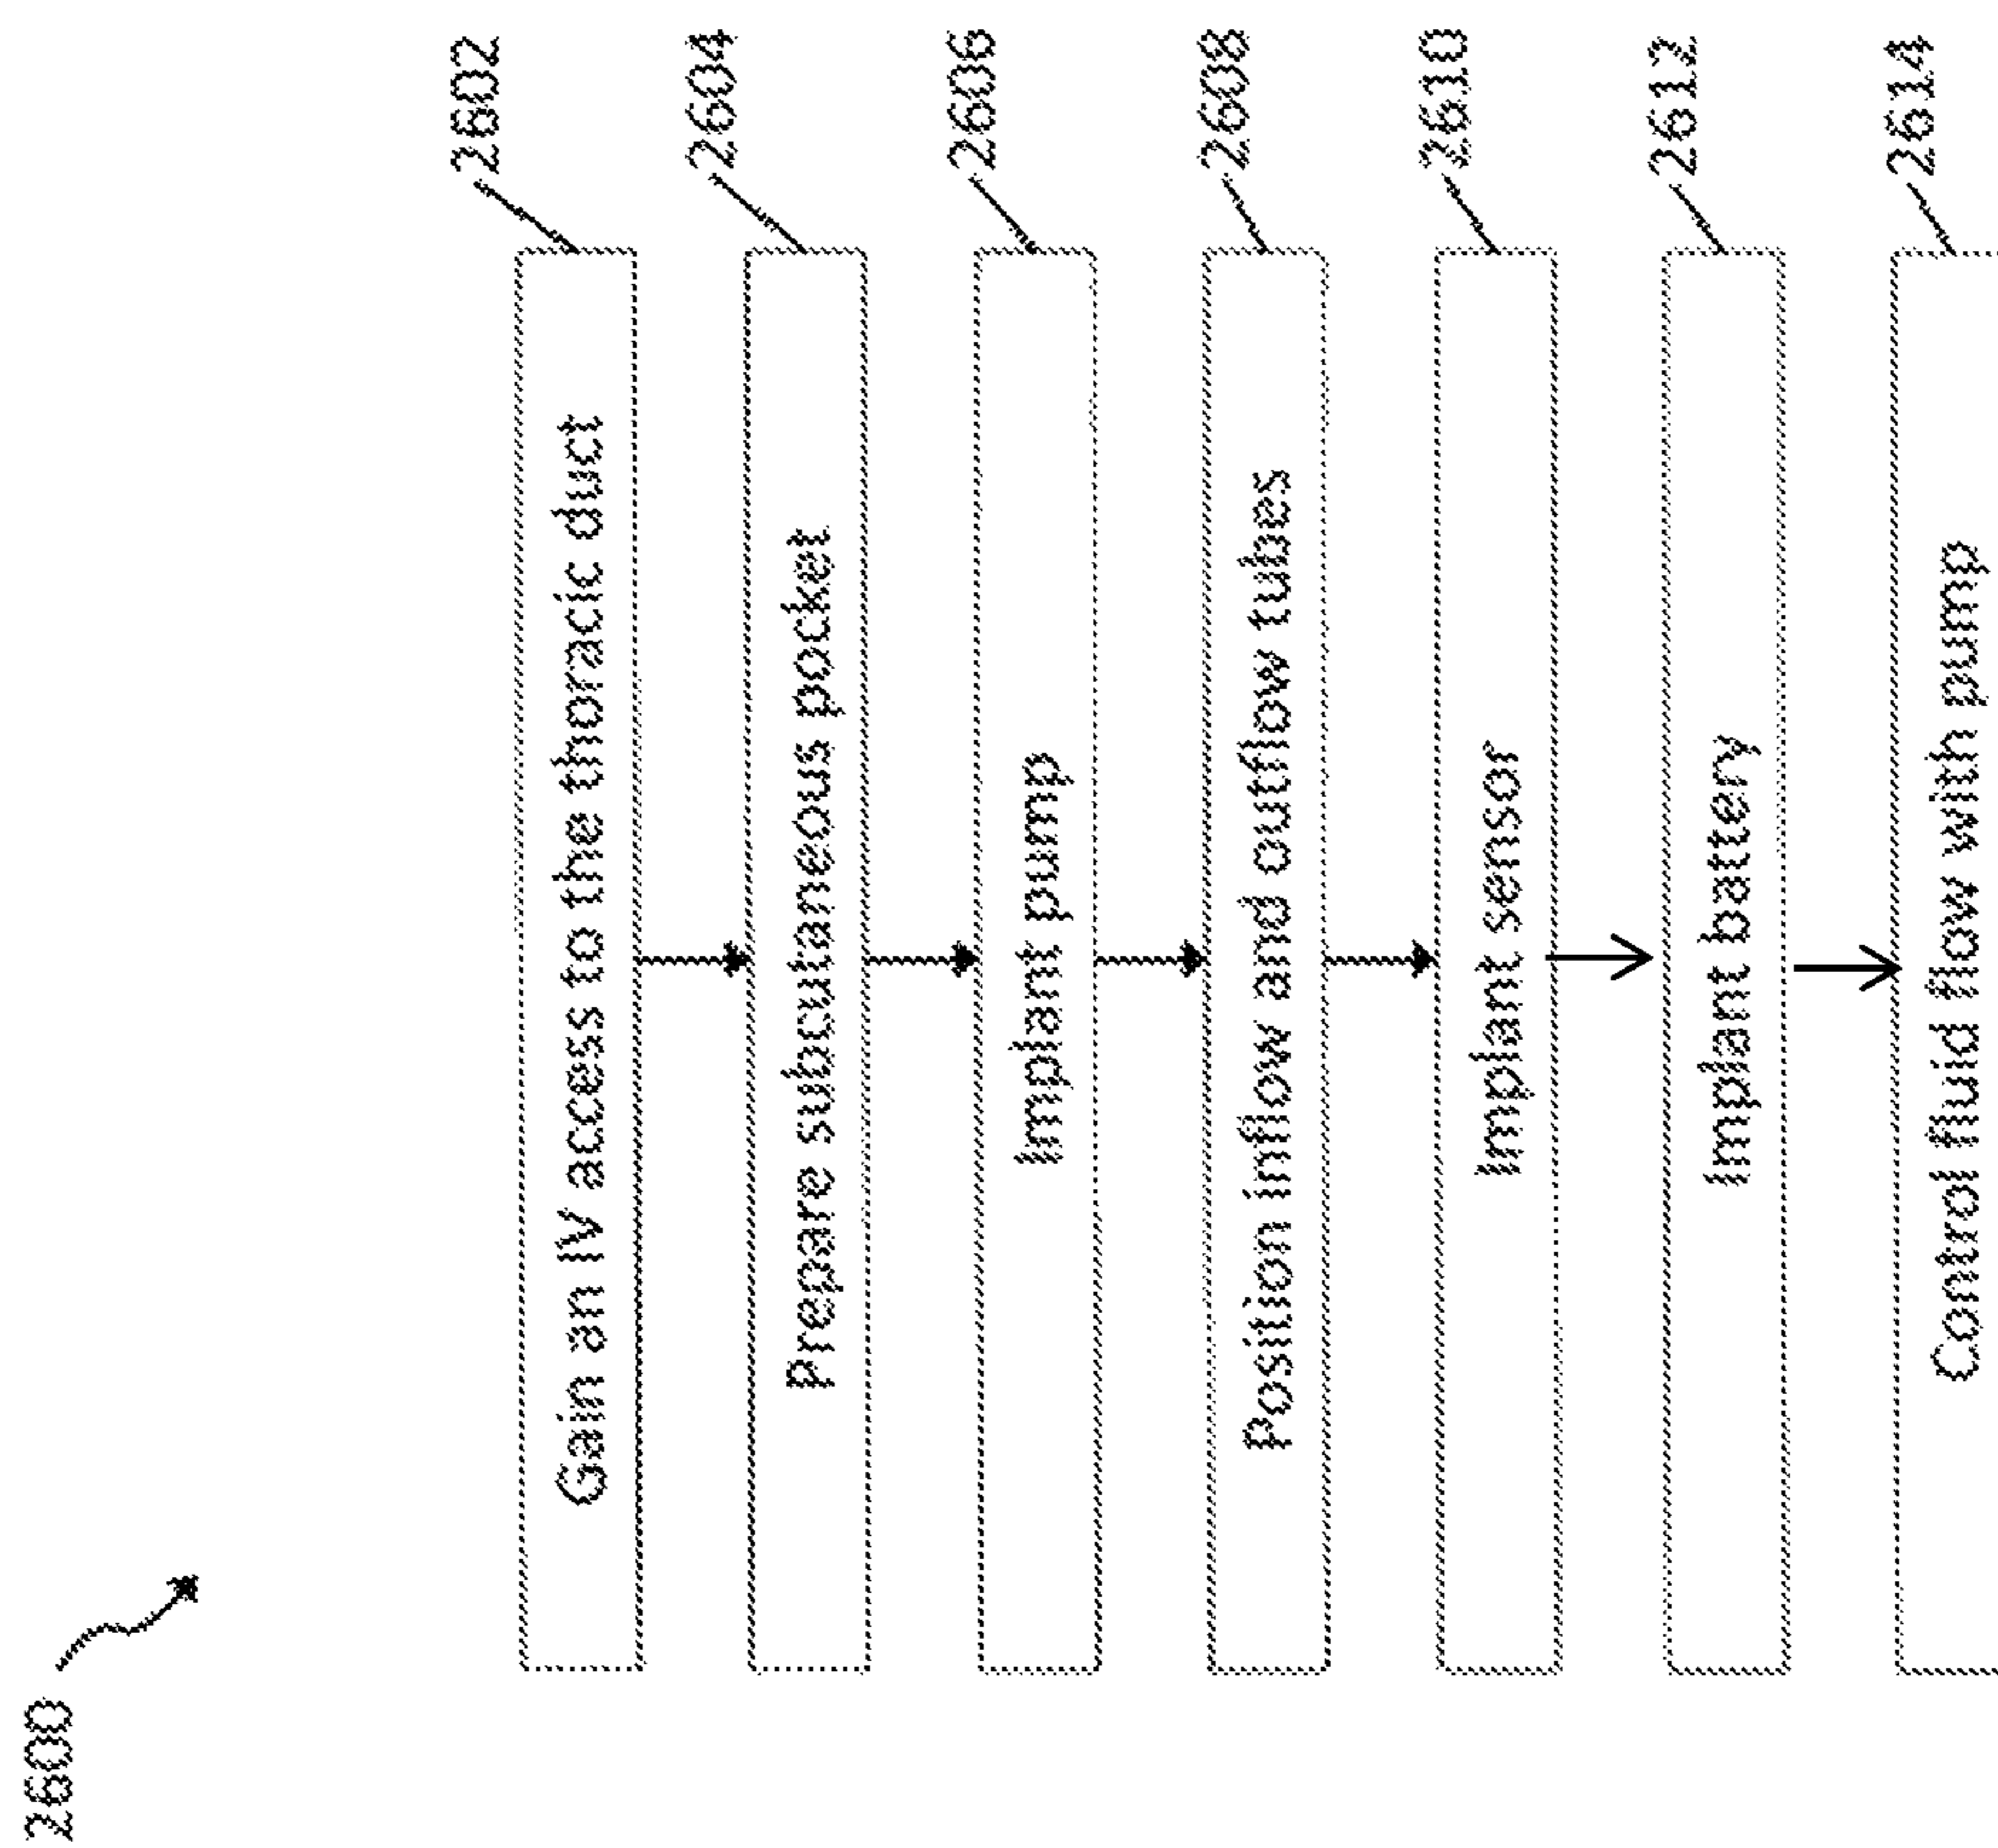 2600
Gain an IV access to the thoracic duct
2602
Prepare subcutaneous pocket
2604
Implant pump
2606
Position inflow and outflow tubes
2608
Implant sensor
2610
Implant battery
2612
Control fluid flow with pump
2614